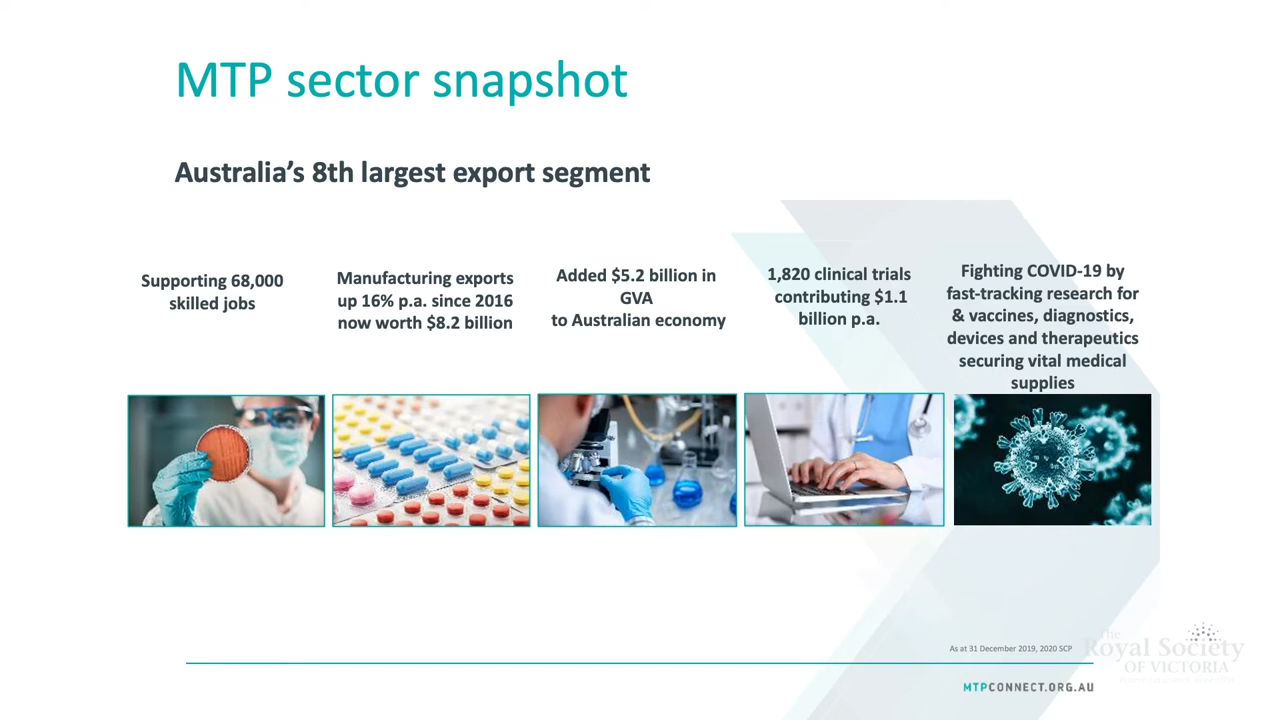 MTP sector snapshot
Australia’s 8th largest export segment
Supporting 68,000
skilled jobs
Manufacturing exports
up 16% p.a. since 2016
now worth $8.2 billion
Added $5.2 billion in
GVA
to Australian economy
1,820 clinical trials
contributing $1.1
billion p.a.
Fighting COVID-19 by
fast-tracking research for
& vaccines, diagnostics,
devices and therapeutics
securing vital medical
supplies
As at 31 December 2019, 2020 SCP
The
Royal Society
OF VICTORIA
MTPCONNECT.ORG.AU